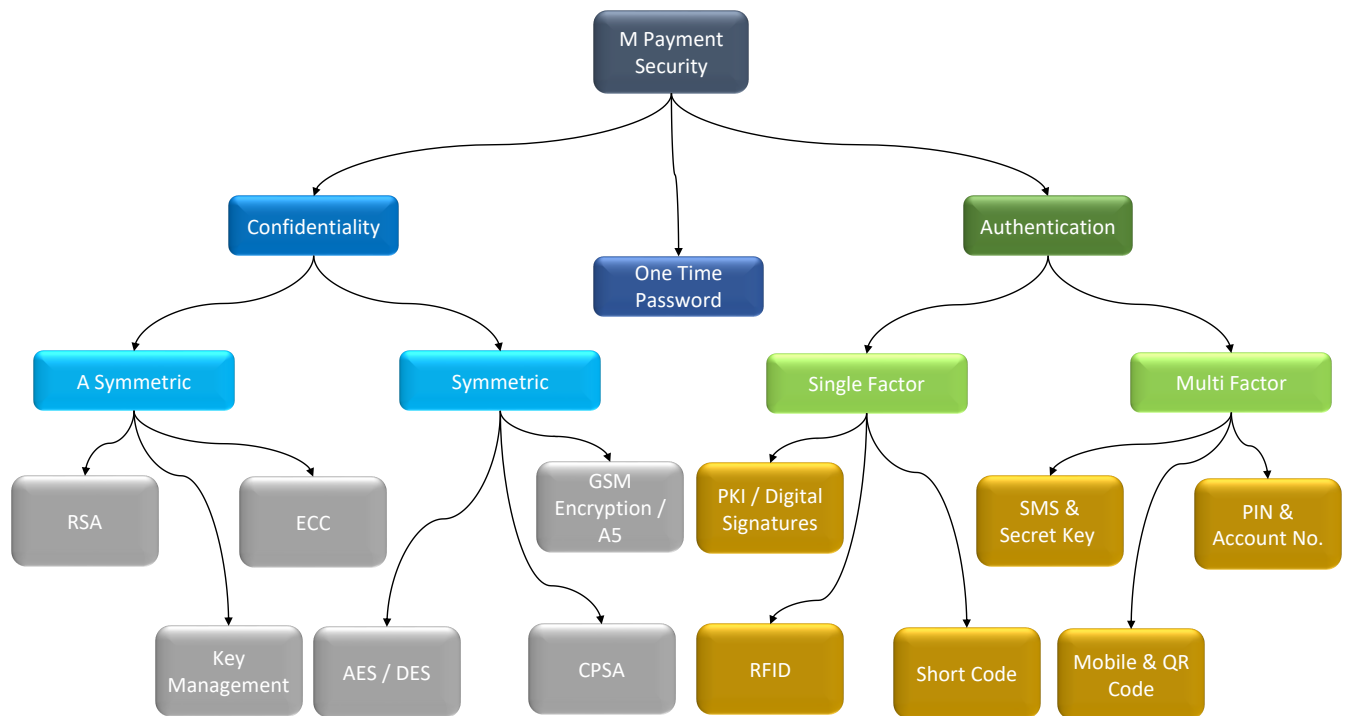 M Payment
Security
Confidentiality
Authentication
One Time
Password
A Symmetric
Symmetric
Single Factor
Multi Factor
RSA
ECC
GSM
Encryption /
A5
PKI / Digital
Signatures
SMS &
Secret Key
PIN &
Account No.
Key
Management
AES / DES
CPSA
RFID
Short Code
Mobile & QR
Code